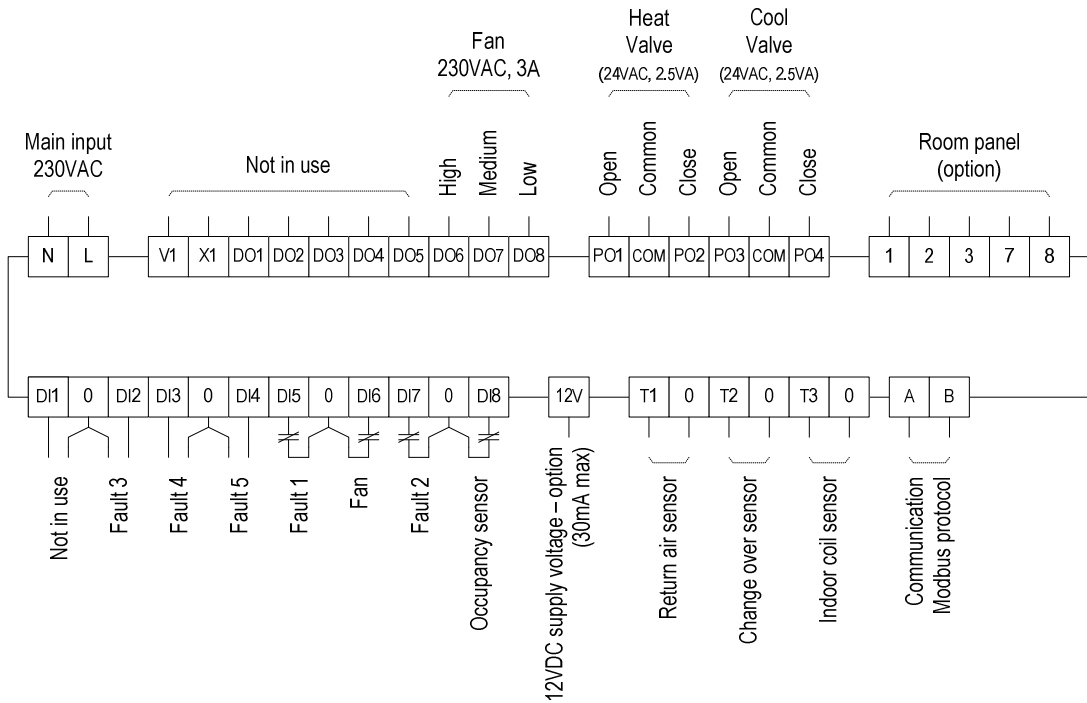 Main input
230VAC
Not in use
Fan
230VAC, 3A
High
Medium
Low
Heat
Valve
(24VAC, 2.5VA)
Open
Common
Close
Cool
Valve
(24VAC, 2.5VA)
Open
Common
Close
Room panel
(option)
N L V1 X1 DO1 DO2 DO3 DO4 DO5 DO6 DO7 DO8 PO1 COM PO2 PO3 COM PO4 1 2 3 7 8
DI1 0 DI2 DI3 0 DI4 DI5 0 DI6 DI7 0 DI8 12V T1 0 T2 0 T3 0 A B
Not in use
Fault 3
Fault 4
Fault 5
Fault 1
Fan
Fault 2
Occupancy sensor
12VDC supply voltage – option
(30mA max)
Return air sensor
Change over sensor
Indoor coil sensor
Communication
Modbus protocol